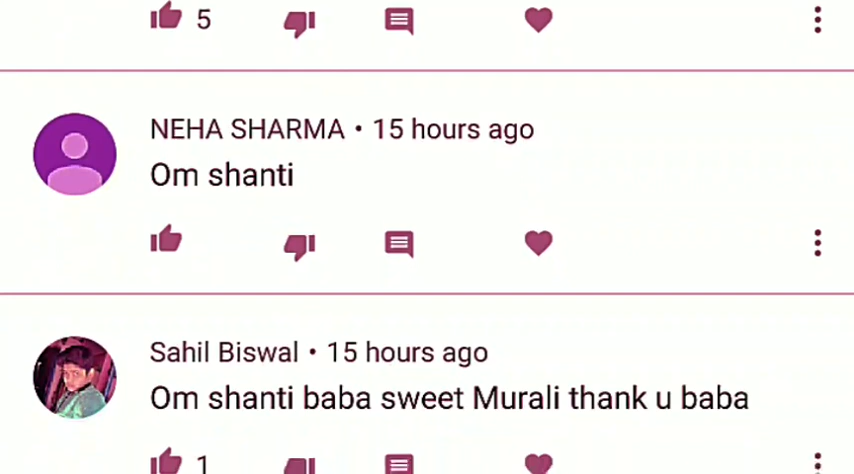 5
NEHA SHARMA • 15 hours ago
Om shanti
Sahil Biswal • 15 hours ago
Om shanti baba sweet Murali thank u baba
1